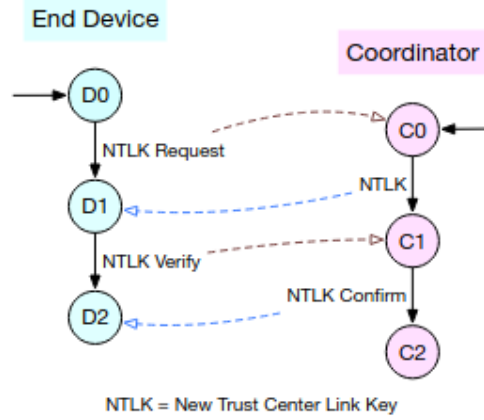 End Device
Coordinator
D0
C0
NTLK Request
NTLK
D1
C1
NTLK Verify
NTLK Confirm
D2
C2
NTLK = New Trust Center Link Key